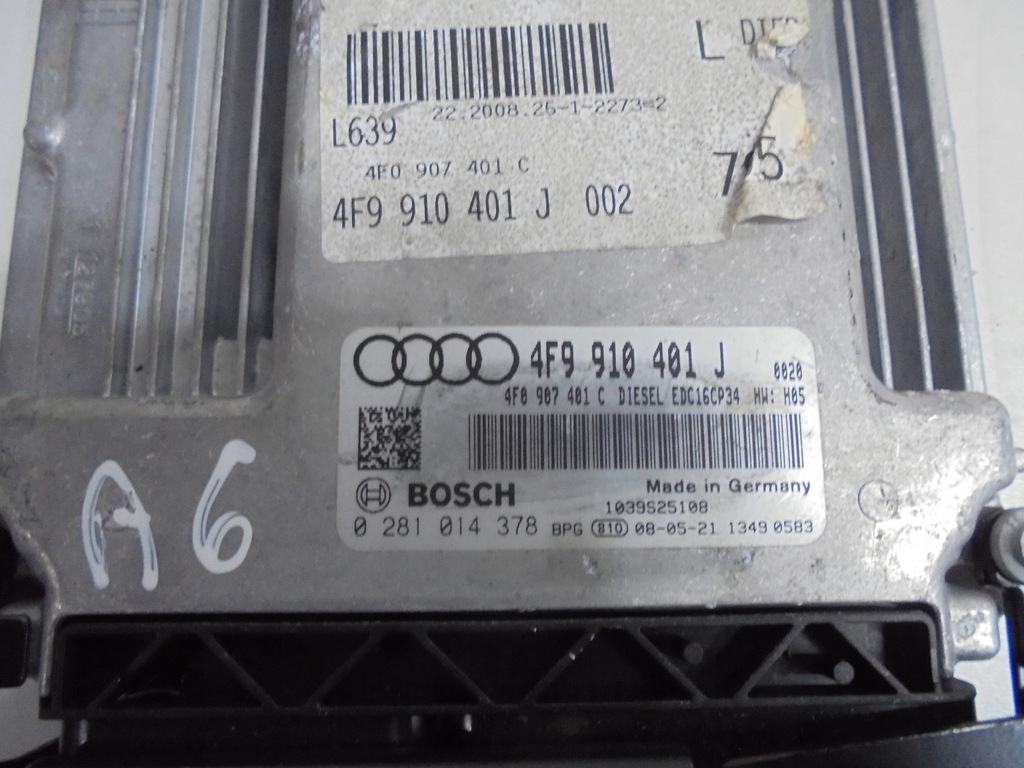 L
22.2008.25-1-2273-2
L639
4F0 907 401 C
7.5
4F9 910 401 J 002
4F9 910 401 J 0020
4F0 907 401 C DIESEL EDC16CP34 HW: H05
BOSCH
Made in Germany
1039S25108
0 281 014 378 BPG 810 08-05-21 1349 0583
A6